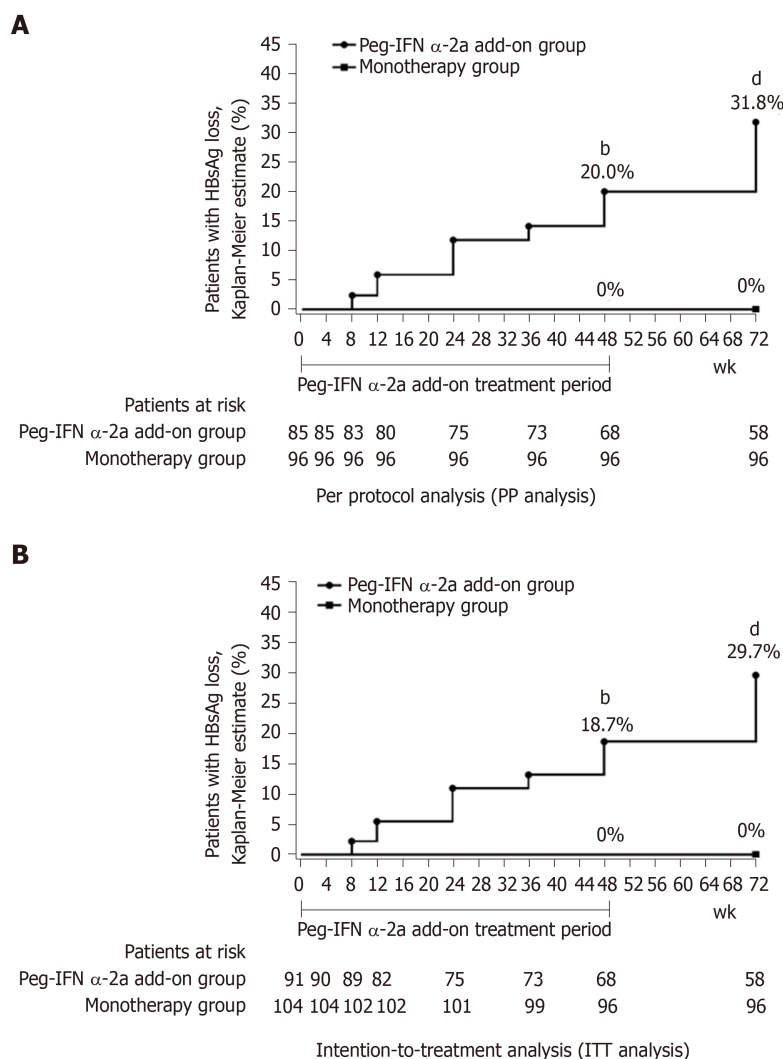 A
Peg-IFN α-2a add-on group
Monotherapy group
Patients with HBsAg loss,
Kaplan-Meier estimate (%)
45
40
35
30
25
20
15
10
5
0
b
20.0%
d
31.8%
0%
0%
0 4 8 12 16 20 24 28 32 36 40 44 48 52 56 60 64 68 72
wk
Peg-IFN α-2a add-on treatment period
Patients at risk
Peg-IFN α-2a add-on group 85 85 83 80 75 73 68 58
Monotherapy group 96 96 96 96 96 96 96 96
Per protocol analysis (PP analysis)
B
Peg-IFN α-2a add-on group
Monotherapy group
Patients with HBsAg loss,
Kaplan-Meier estimate (%)
45
40
35
30
25
20
15
10
5
0
b
18.7%
d
29.7%
0%
0%
0 4 8 12 16 20 24 28 32 36 40 44 48 52 56 60 64 68 72
wk
Peg-IFN α-2a add-on treatment period
Patients at risk
Peg-IFN α-2a add-on group 91 90 89 82 75 73 68 58
Monotherapy group 104 104 102 102 101 99 96 96
Intention-to-treatment analysis (ITT analysis)